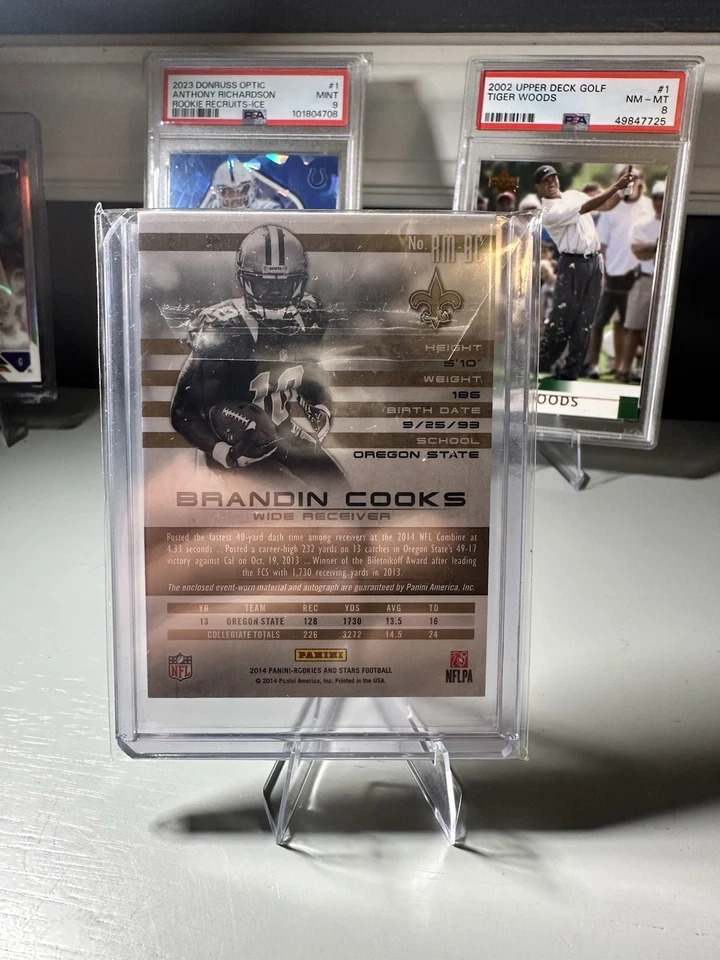 2023 DONRUSS OPTIC #1
ANTHONY RICHARDSON MINT
ROOKIE RECRUITS-ICE 9
PSA 101804708
2002 UPPER DECK GOLF #1
TIGER WOODS NM – MT
8
PSA 49847725
OODS
No. RM-BC
HEIGHT
5'10"
WEIGHT
186
BIRTH DATE
9/25/93
SCHOOL
OREGON STATE
10
BRANDIN COOKS
WIDE RECEIVER
Posted the fastest 40-yard dash time among receivers at the 2014 NFL Combine at
4.33 seconds ... Posted a career-high 232 yards on 13 catches in Oregon State's 49-17
victory against Cal on Oct. 19, 2013 ... Winner of the Biletnikoff Award after leading
the FCS with 1,730 receiving yards in 2013.
The enclosed event-worn material and autograph are guaranteed by Panini America, Inc.
YR TEAM REC YDS AVG TD
13 OREGON STATE 128 1730 13.5 16
COLLEGIATE TOTALS 226 3272 14.5 24
PANINI
NFL
2014 PANINI-ROOKIES AND STARS FOOTBALL
© 2014 Panini America, Inc. Printed in the USA.
NFLPA
G